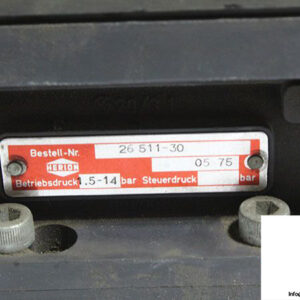 Bestell-Nr. 26 511-30
HERION 05 75
Betriebsdruck 1.5-14 bar Steuerdruck bar